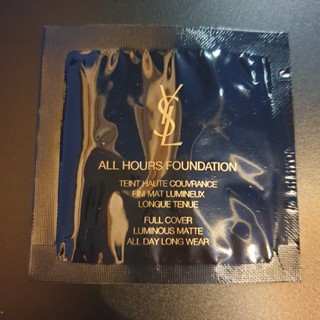 YSL
ALL HOURS FOUNDATION
TEINT HAUTE COUVRANCE
FINI MAT LUMINEUX
LONGUE TENUE
FULL COVER
LUMINOUS MATTE
ALL DAY LONG WEAR